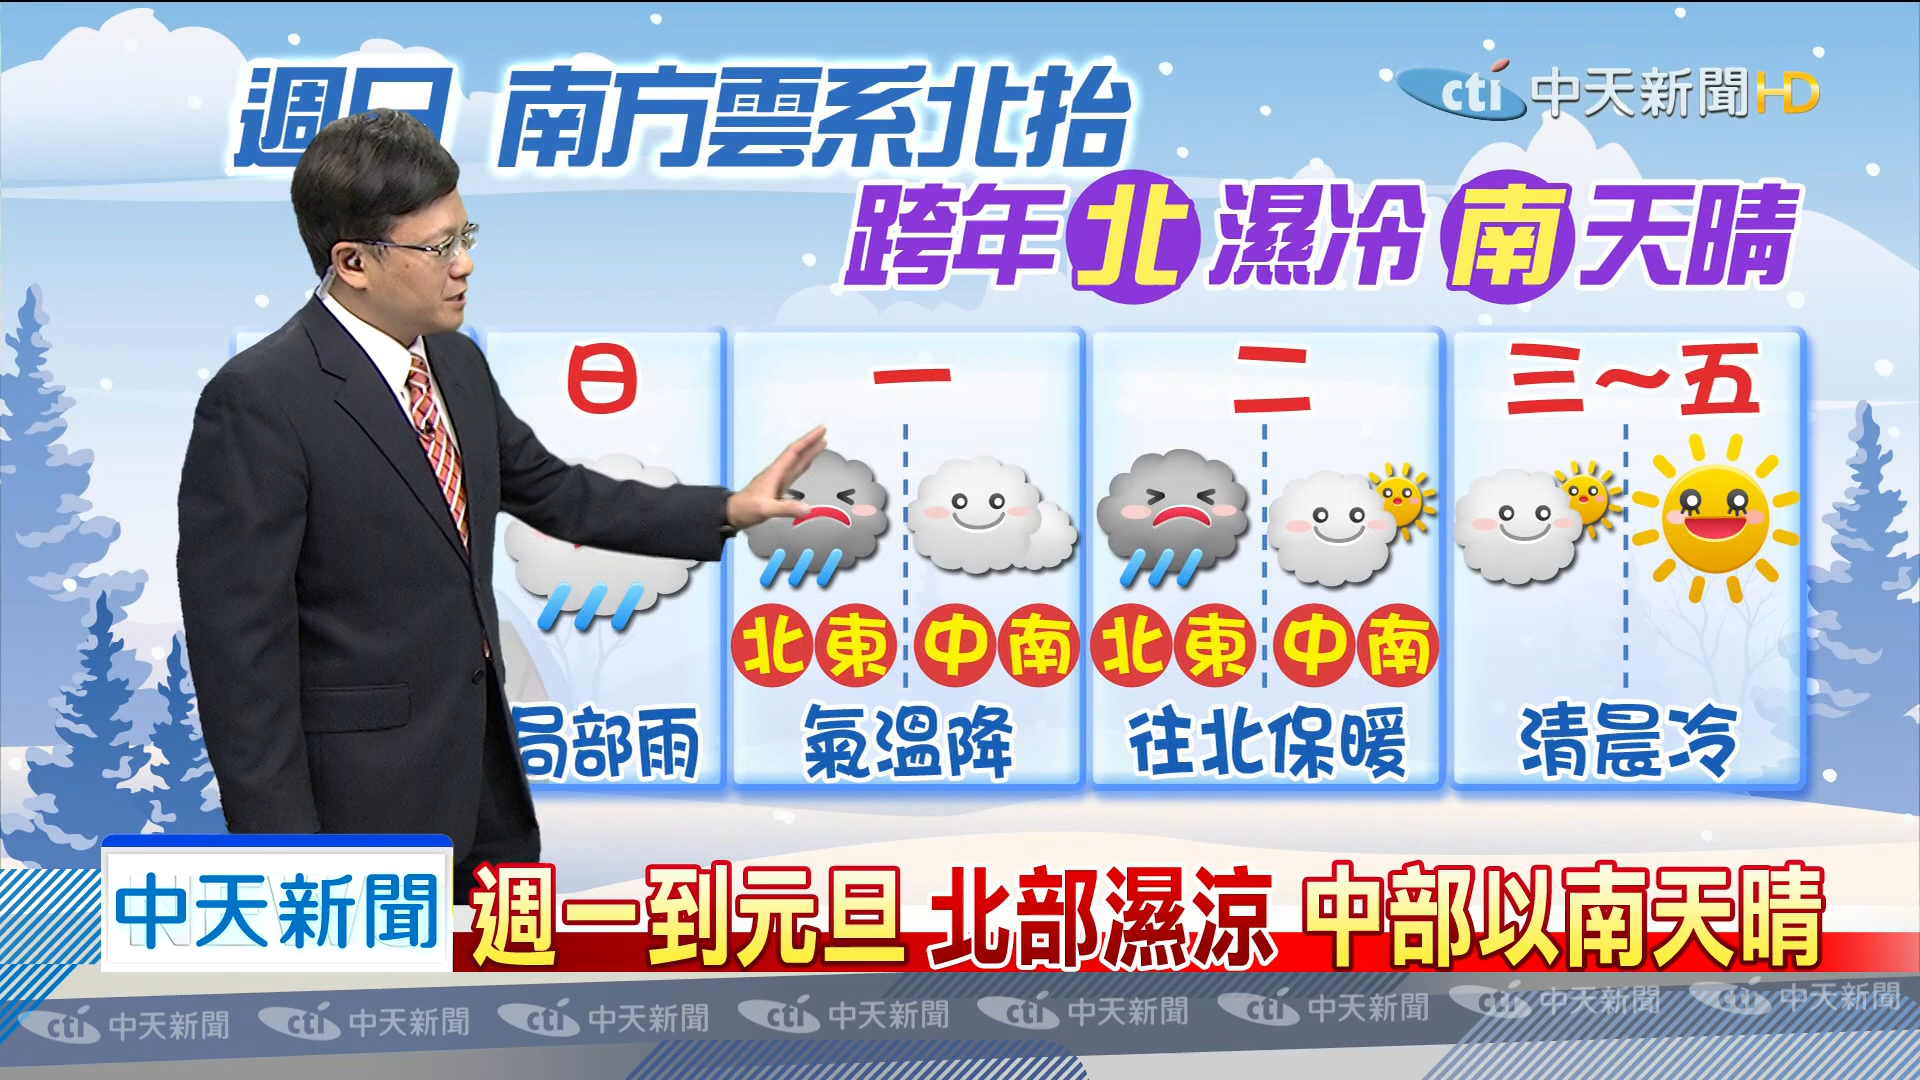 週日 南方雲系北抬
cti 中天新聞HD
跨年北濕冷南天晴
日
一
二
三～五
北東 中南
北東 中南
局部雨
氣溫降
往北保暖
清晨冷
中天新聞
週一到元旦 北部濕涼 中部以南天晴
cti 中天新聞 cti 中天新聞 cti 中天新聞 cti 中天新聞 cti 中天新聞 cti 中天新聞 cti 中天新聞 cti 中天新聞